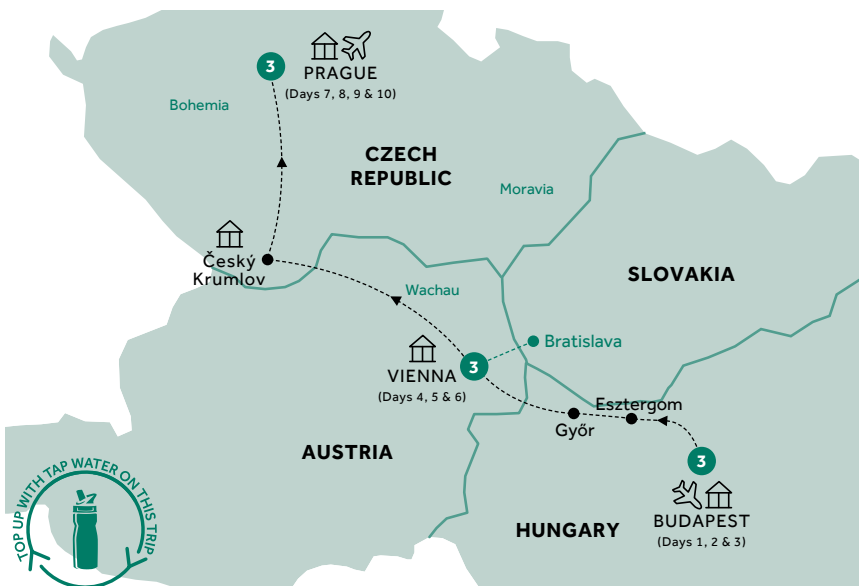 3
PRAGUE
(Days 7, 8, 9 & 10)
Bohemia
CZECH
REPUBLIC
Moravia
Český
Krumlov
SLOVAKIA
Wachau
Bratislava
3
VIENNA
(Days 4, 5 & 6)
Esztergom
Győr
AUSTRIA
3
BUDAPEST
(Days 1, 2 & 3)
HUNGARY
TOP UP WITH TAP WATER ON THIS TRIP